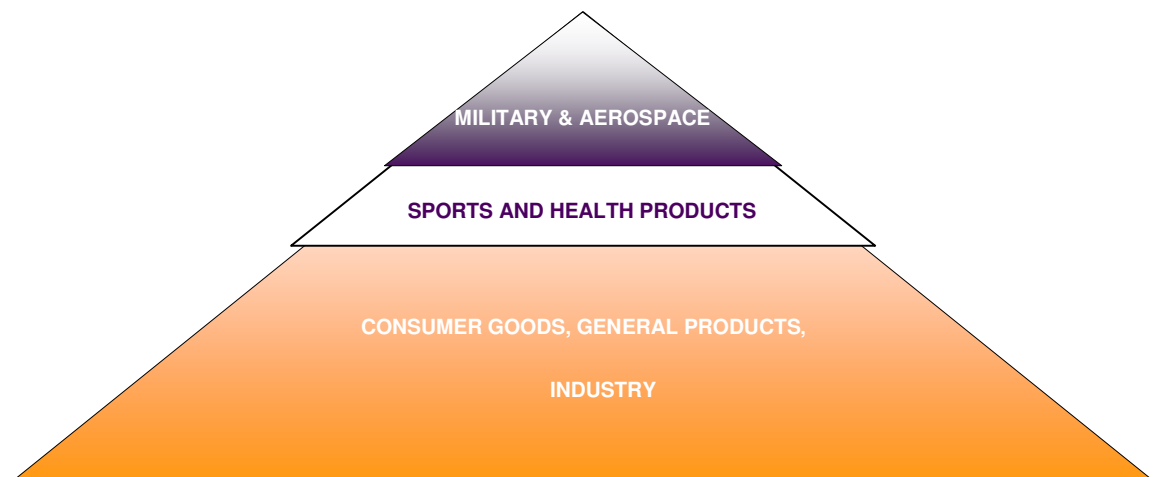 MILITARY & AEROSPACE
SPORTS AND HEALTH PRODUCTS
CONSUMER GOODS, GENERAL PRODUCTS,
INDUSTRY